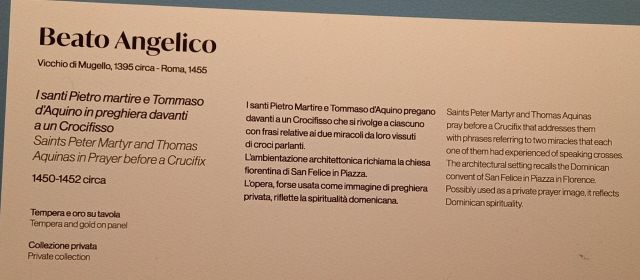 Beato Angelico
Vicchio di Mugello, 1395 circa - Roma, 1455
I santi Pietro martire e Tommaso
d'Aquino in preghiera davanti
a un Crocifisso
Saints Peter Martyr and Thomas
Aquinas in Prayer before a Crucifix
1450-1452 circa
Tempera e oro su tavola
Tempera and gold on panel
Collezione privata
Private collection
I santi Pietro Martire e Tommaso d'Aquino pregano
davanti a un Crocifisso che si rivolge a ciascuno
con frasi relative ai due miracoli da loro vissuti
di croci parlanti.
L'ambientazione architettonica richiama la chiesa
fiorentina di San Felice in Piazza.
L'opera, forse usata come immagine di preghiera
privata, riflette la spiritualità domenicana.
Saints Peter Martyr and Thomas Aquinas
pray before a Crucifix that addresses them
with phrases referring to two miracles that each
one of them had experienced of speaking crosses.
The architectural setting recalls the Dominican
convent of San Felice in Piazza in Florence.
Possibly used as a private prayer image, it reflects
Dominican spirituality.